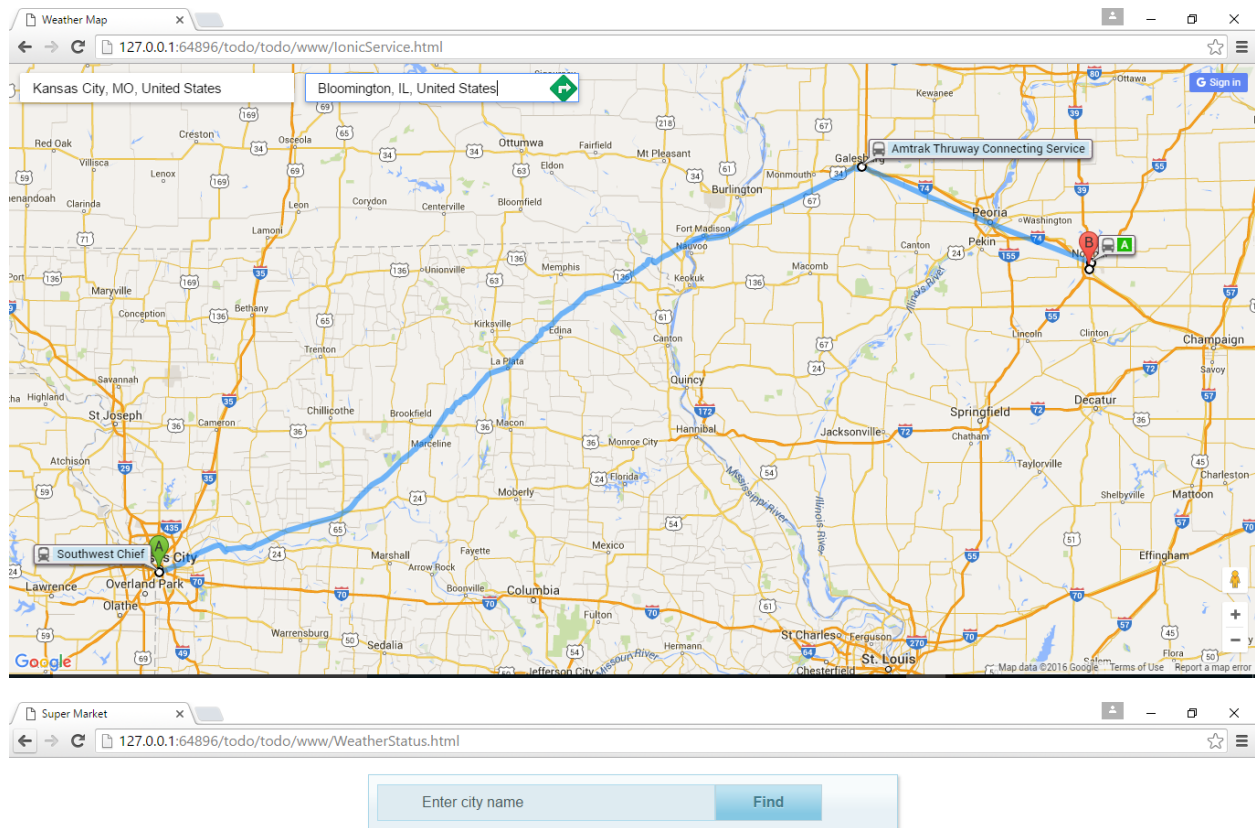 Weather Map
127.0.0.1:64896/todo/todo/www/IonicService.html
Kansas City, MO, United States
Bloomington, IL, United States
Sign in
Ottawa
Kewanee
Creston
Osceola
Red Oak
Villisca
Lenox
Ottumwa
Fairfield
Mt Pleasant
Eldon
Monmouth
Amtrak Thruway Connecting Service
Burlington
Clarinda
Leon
Corydon
Centerville
Bloomfield
Peoria
Washington
Lamoni
Fort Madison
Nauvoo
Canton
Pekin
B
A
Unionville
Memphis
Keokuk
Macomb
Illinois River
Maryville
Conception
Bethany
Kirksville
Edina
Canton
Lincoln
Clinton
Champaign
Trenton
La Plata
Savoy
Savannah
Highland
Quincy
St Joseph
Cameron
Chillicothe
Brookfield
Macon
Hannibal
Monroe City
Marceline
Jacksonville
Springfield
Chatham
Decatur
Atchison
Taylorville
Charleston
Mattoon
Shelbyville
Moberly
Florida
Mississippi River
Illinois River
Southwest Chief
A
City
Marshall
Fayette
Mexico
Arrow Rock
Effingham
Lawrence
Overland Park
Olathe
Boonville
Columbia
Fulton
Warrensburg
Sedalia
Hermann
St Charles
Ferguson
St. Louis
Chesterfield
Jefferson City
Missouri River
Salem
Flora
Google
Map data ©2016 Google
Terms of Use
Report a map error
Super Market
127.0.0.1:64896/todo/todo/www/WeatherStatus.html
Enter city name
Find